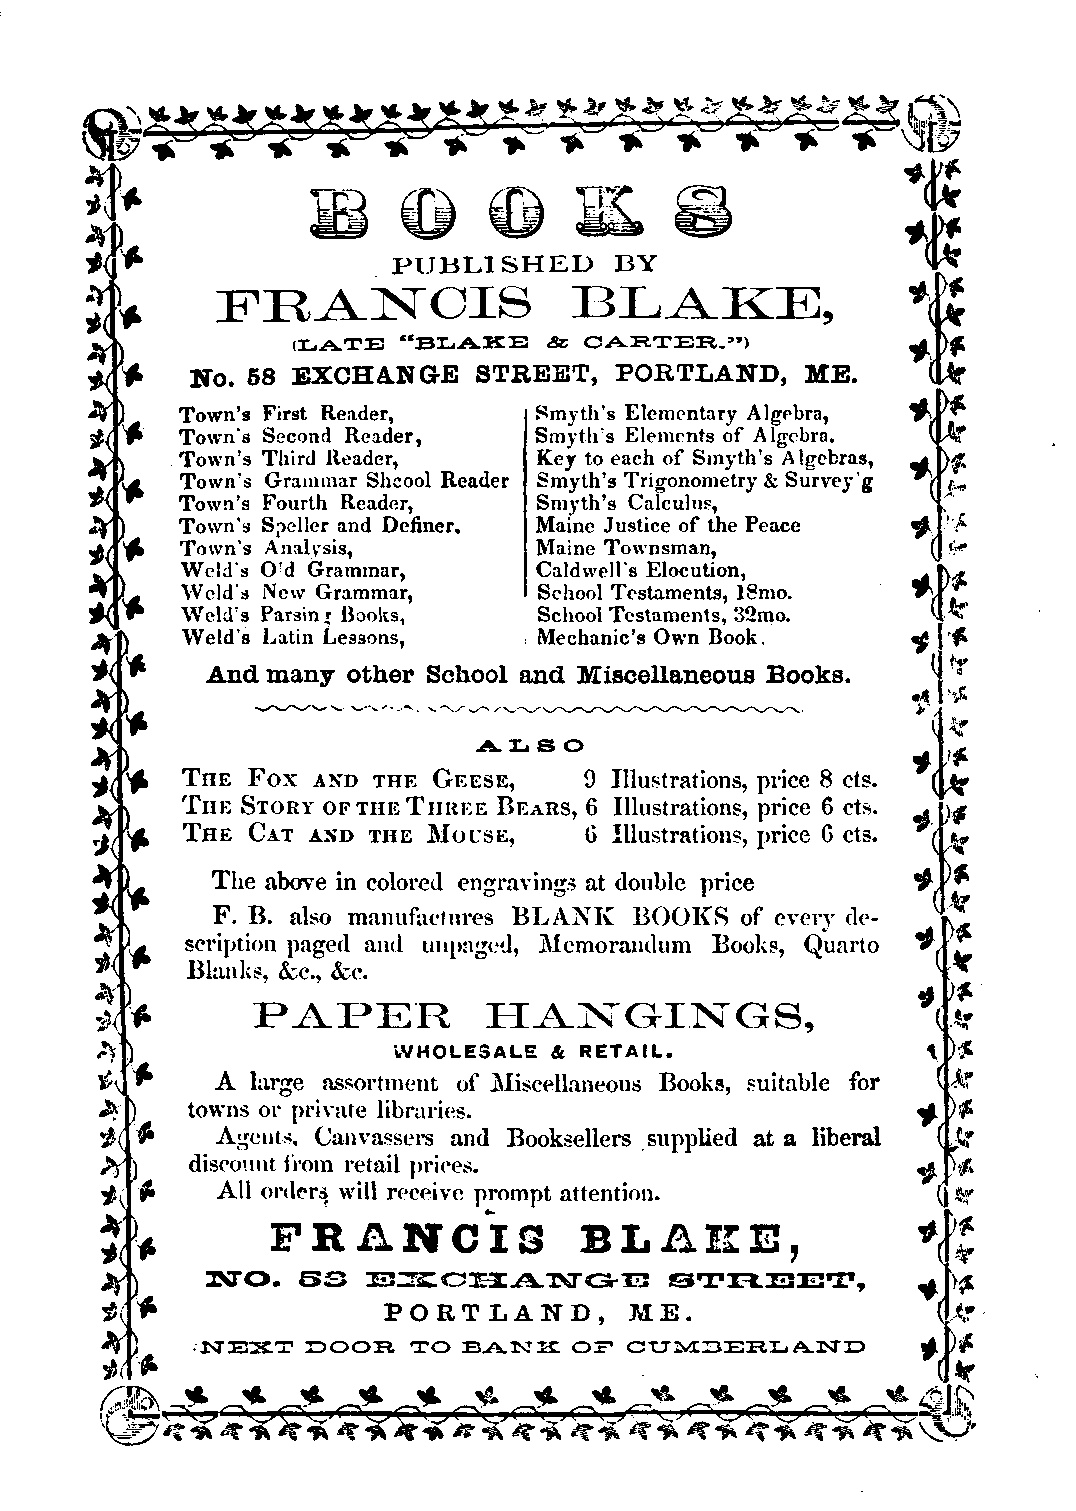 BOOKS
PUBLISHED BY
FRANCIS BLAKE,
(LATE "BLAKE & CARTER.")
No. 58 EXCHANGE STREET, PORTLAND, ME.
Town's First Reader,
Town's Second Reader,
Town's Third Reader,
Town's Grammar Shcool Reader
Town's Fourth Reader,
Town's Speller and Definer.
Town's Analysis,
Weld's Old Grammar,
Weld's New Grammar,
Weld's Parsing Books,
Weld's Latin Lessons,
Smyth's Elementary Algebra,
Smyth's Elements of Algebra.
Key to each of Smyth's Algebras,
Smyth's Trigonometry & Survey'g
Smyth's Calculus,
Maine Justice of the Peace
Maine Townsman,
Caldwell's Elocution,
School Testaments, 18mo.
School Testaments, 32mo.
Mechanic's Own Book.
And many other School and Miscellaneous Books.
ALSO
THE FOX AND THE GEESE, 9 Illustrations, price 8 cts.
THE STORY OF THE THREE BEARS, 6 Illustrations, price 6 cts.
THE CAT AND THE MOUSE, 6 Illustrations, price 6 cts.
The above in colored engravings at double price
F. B. also manufactures BLANK BOOKS of every de-
scription paged and unpaged, Memorandum Books, Quarto
Blanks, &c., &c.
PAPER HANGINGS,
WHOLESALE & RETAIL.
A large assortment of Miscellaneous Books, suitable for
towns or private libraries.
Agents, Canvassers and Booksellers supplied at a liberal
discount from retail prices.
All orders will receive prompt attention.
FRANCIS BLAKE,
NO. 58 EXCHANGE STREET,
PORTLAND, ME.
NEXT DOOR TO BANK OF CUMBERLAND